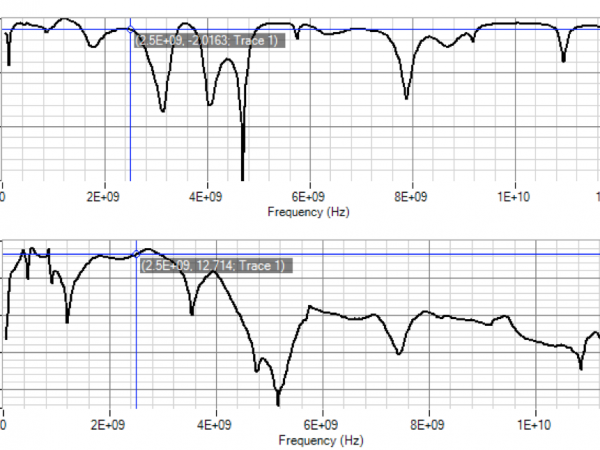 (2.5E+09, -2.0163; Trace 1)
0 2E+09 4E+09 6E+09 8E+09 1E+10
Frequency (Hz)
(2.5E+09, 12.714; Trace 1)
0 2E+09 4E+09 6E+09 8E+09 1E+10
Frequency (Hz)